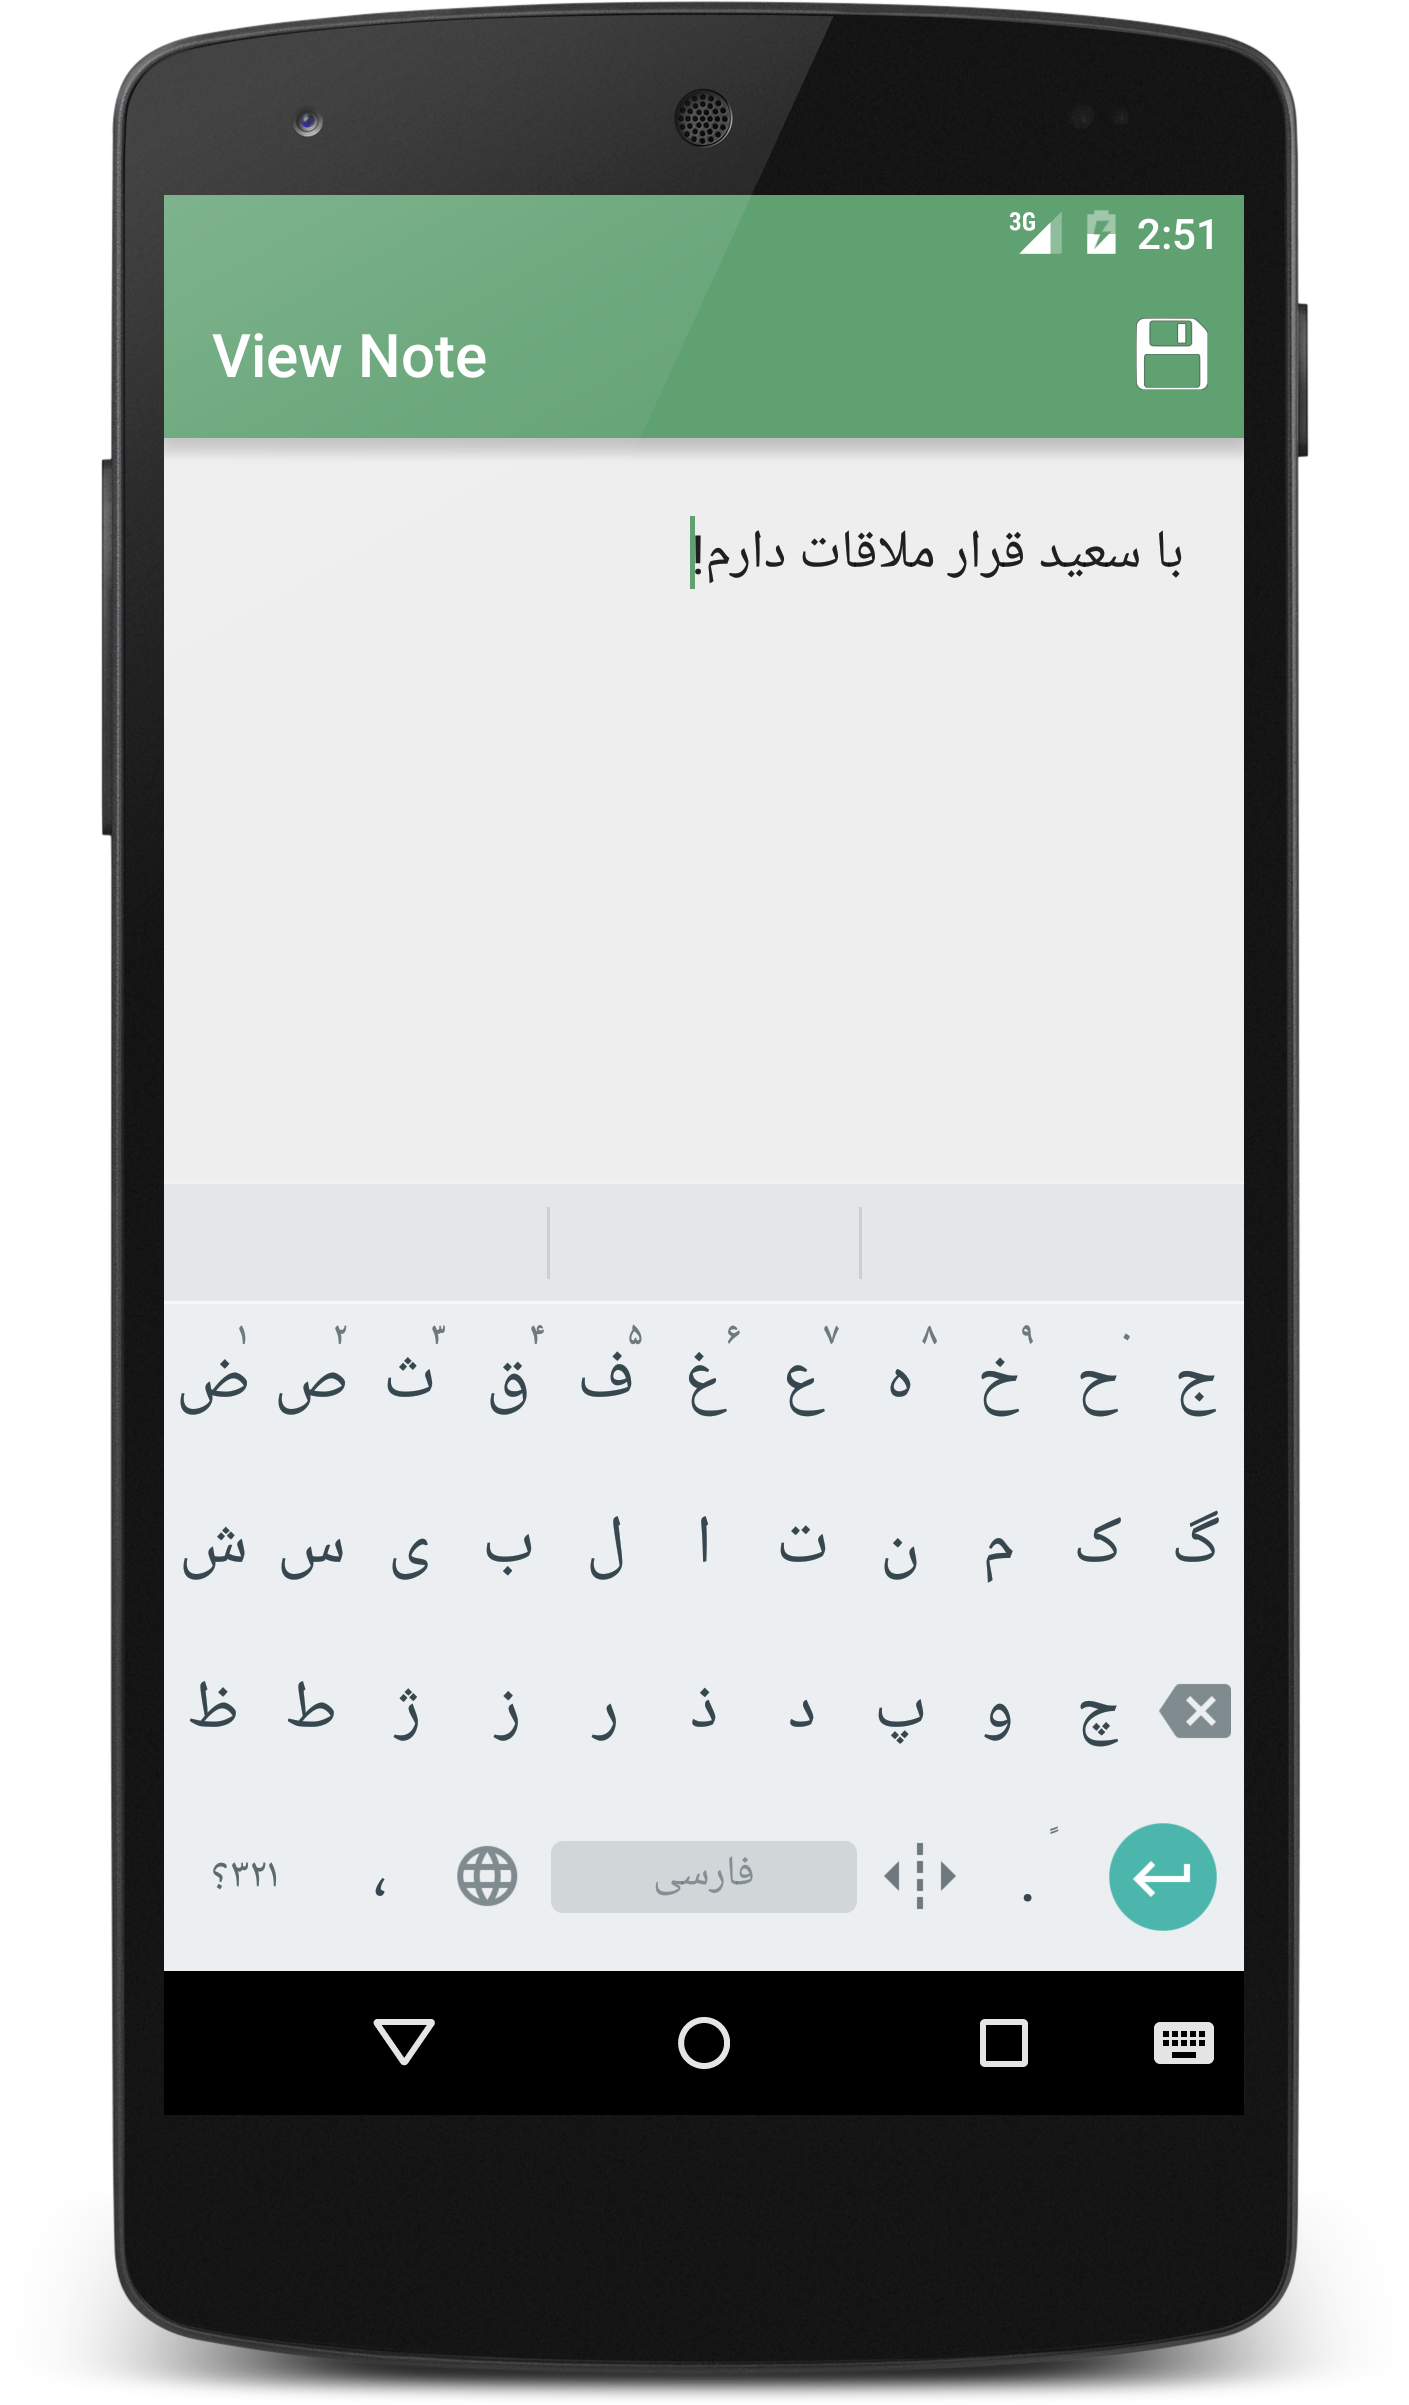 3G 2:51
View Note
با سعید قرار ملاقات دارم!
۱ ۲ ۳ ۴ ۵ ۶ ۷ ۸ ۹ ۰
ض ص ث ق ف غ ع ه خ ح ج
ش س ی ب ل ا ت ن م ک گ
ظ ط ژ ز ر ذ د پ و چ
۳۲۱؟ ، فارسی . ً